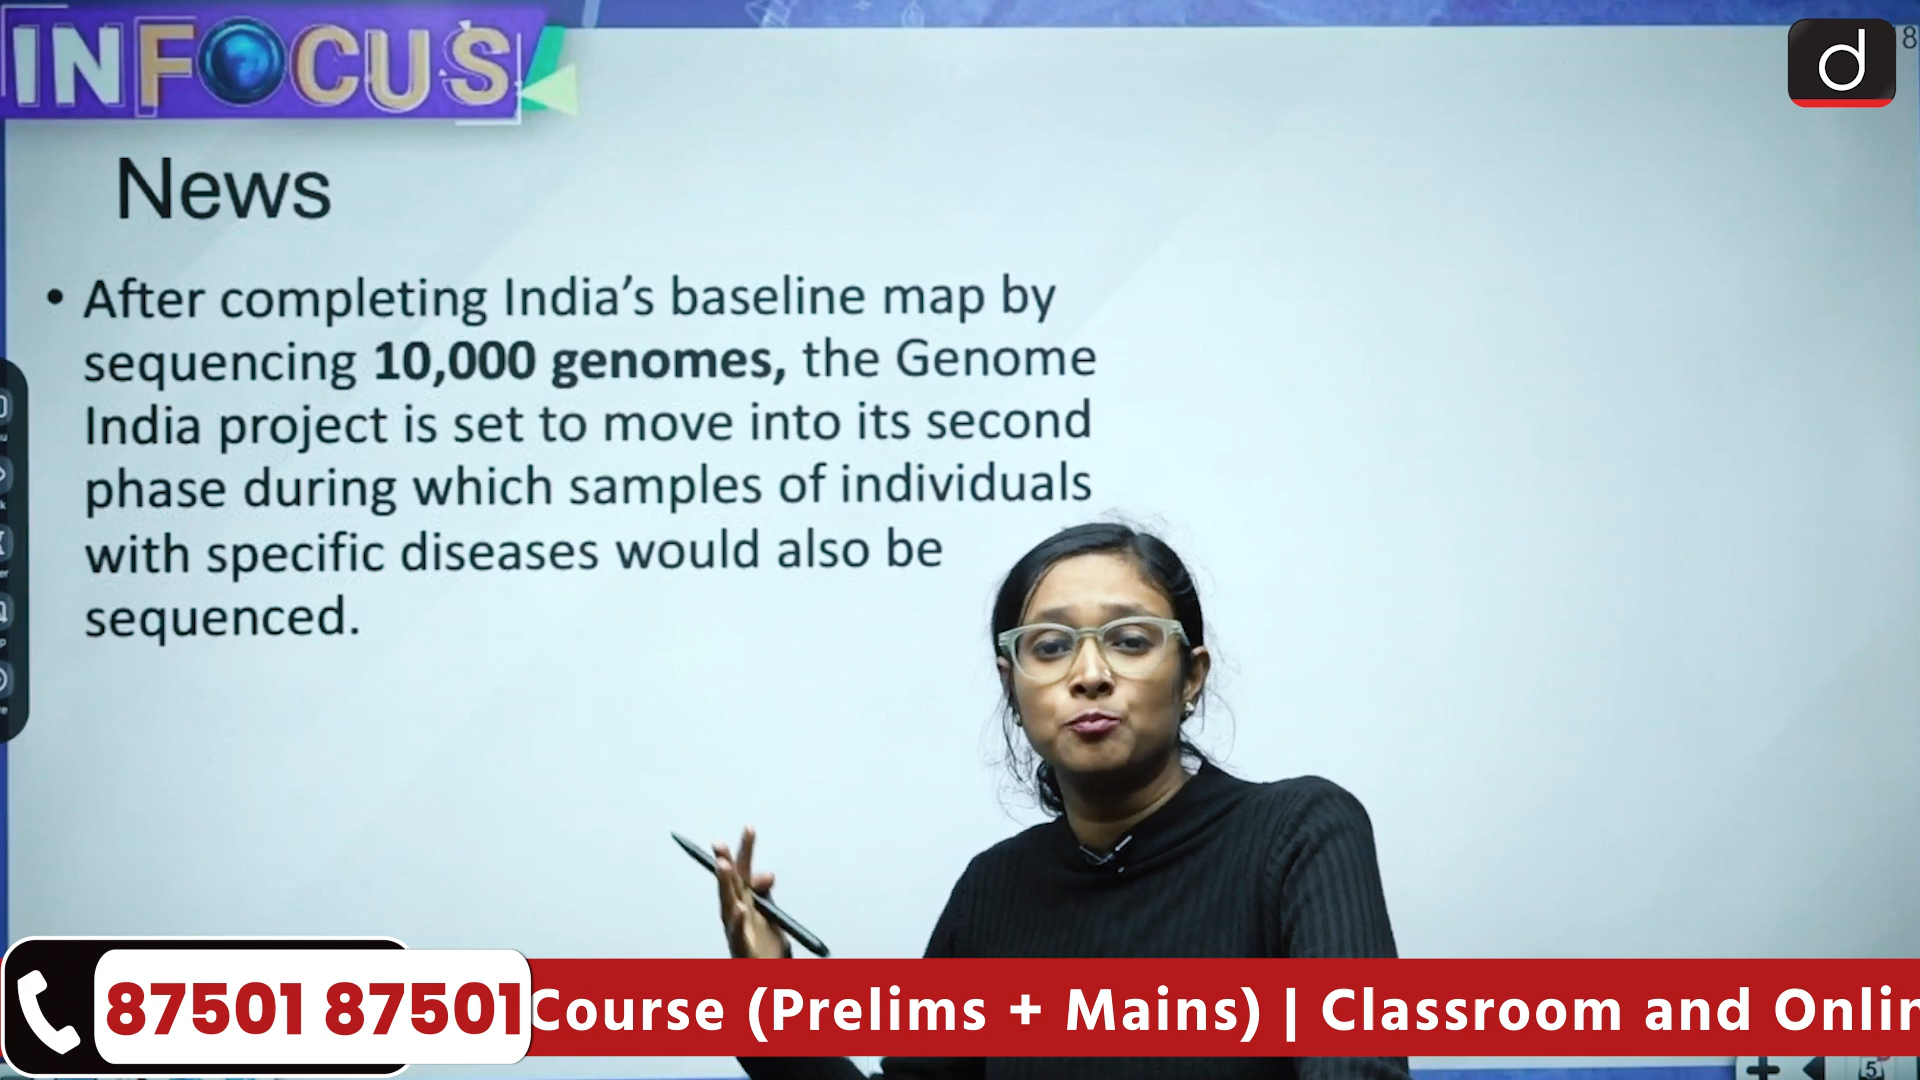 INFOCUS
d
8
News
• After completing India's baseline map by
sequencing 10,000 genomes, the Genome
India project is set to move into its second
phase during which samples of individuals
with specific diseases would also be
sequenced.
87501 87501
Course (Prelims + Mains) | Classroom and Onlin
5